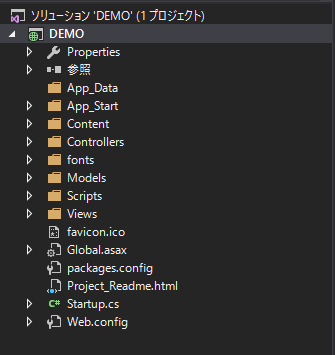 ソリューション 'DEMO' (1 プロジェクト)
DEMO
Properties
参照
App_Data
App_Start
Content
Controllers
fonts
Models
Scripts
Views
favicon.ico
Global.asax
packages.config
Project_Readme.html
C# Startup.cs
Web.config